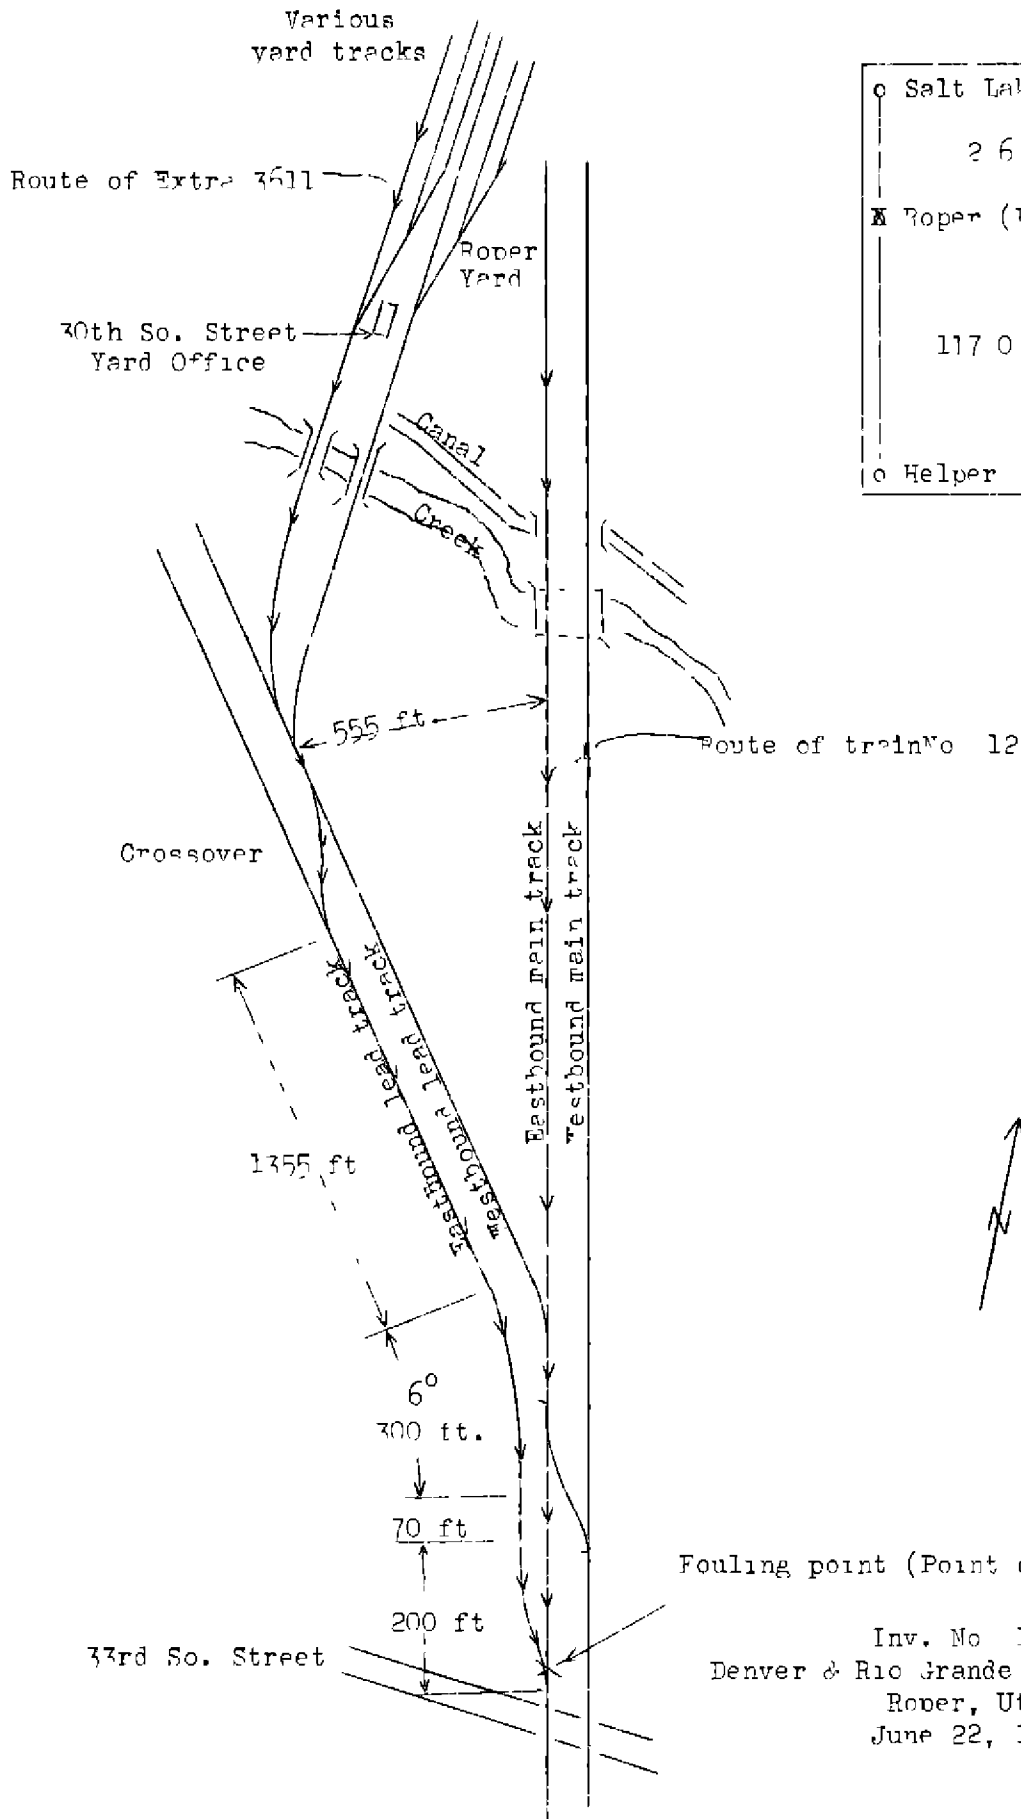 Various
yard tracks
Route of Extra 3611
Roper
Yard
30th So. Street
Yard Office
Canal
Creek
Salt
2 6
Roper
117 0
Helper
555 ft.
Route of trainNo 12
Crossover
Eastbound main track
Westbound main track
Eastbound lead track
Westbound lead track
1355 ft
N
6°
300 ft.
70 ft
200 ft
Fouling point (Point
33rd So. Street
Inv. No
Denver & Rio Grande
Roper,
June 22,